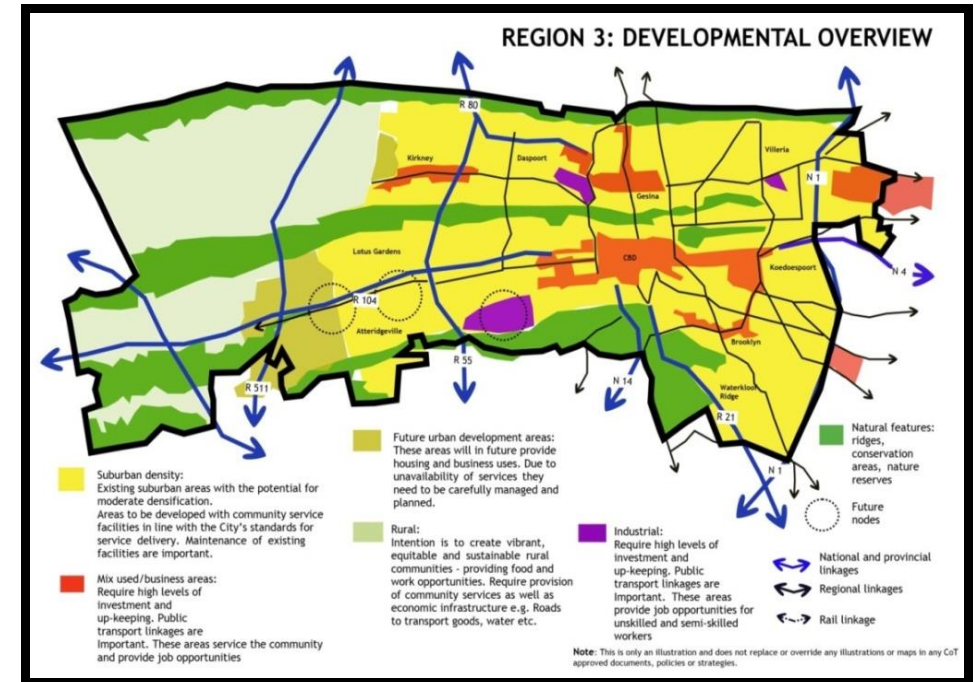 REGION 3: DEVELOPMENTAL OVERVIEW
R 80
Kirkney
Daspoort
Villeria
N 1
Gesina
Lotus Gardens
CBD
Koedoespoort
N 4
R 104
Atteridgeville
Brooklyn
R 55
R 511
N 14
Waterkloof
Ridge
R 21
N 1
Suburban density:
Existing suburban areas with the potential for
moderate densification.
Areas to be developed with community service
facilities in line with the City's standards for
service delivery. Maintenance of existing
facilities are important.
Mix used/business areas:
Require high levels of
investment and
up-keeping. Public
transport linkages are
Important. These areas service the community
and provide job opportunities
Future urban development areas:
These areas will in future provide
housing and business uses. Due to
unavailability of services they
need to be carefully managed and
planned.
Rural:
Intention is to create vibrant,
equitable and sustainable rural
communities - providing food and
work opportunities. Require provision
of community services as well as
economic infrastructure e.g. Roads
to transport goods, water etc.
Industrial:
Require high levels of
investment and
up-keeping. Public
transport linkages are
Important. These areas
provide job opportunities for
unskilled and semi-skilled
workers
Natural features:
ridges,
conservation
areas, nature
reserves
Future
nodes
National and provincial
linkages
Regional linkages
Rail linkage
Note: This is only an illustration and does not replace or override any illustrations or maps in any CoT
approved documents, policies or strategies.